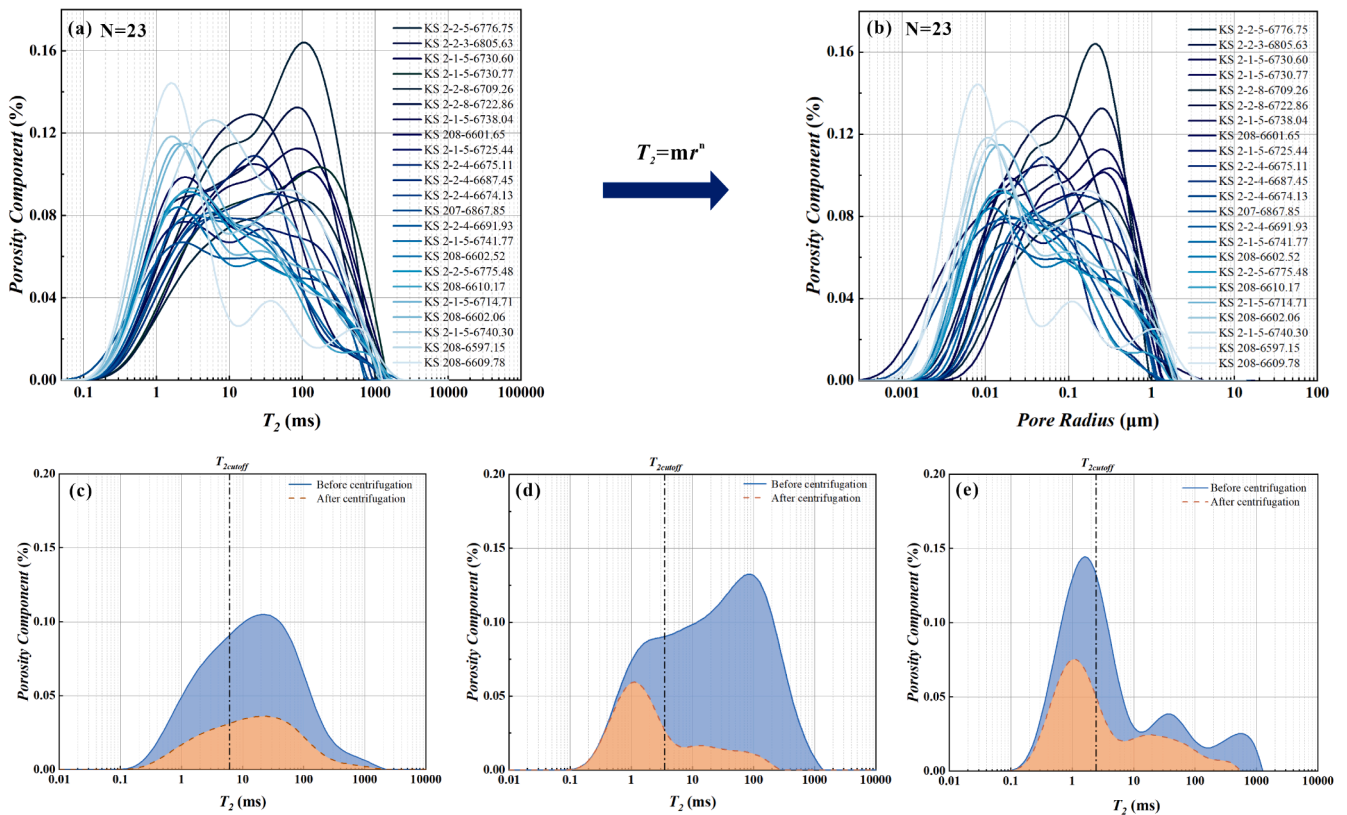 (a) N=23
KS 2-2-5-6776.75
KS 2-2-3-6805.63
KS 2-1-5-6730.60
KS 2-1-5-6730.77
KS 2-2-8-6709.26
KS 2-2-8-6722.86
KS 2-1-5-6738.04
KS 208-6601.65
KS 2-1-5-6725.44
KS 2-2-4-6675.11
KS 2-2-4-6687.45
KS 2-2-4-6674.13
KS 207-6867.85
KS 2-2-4-6691.93
KS 2-1-5-6741.77
KS 208-6602.52
KS 2-2-5-6775.48
KS 208-6610.17
KS 2-1-5-6714.71
KS 208-6602.06
KS 2-1-5-6740.30
KS 208-6597.15
KS 208-6609.78
Porosity Component (%)
0.16
0.12
0.08
0.04
0.00
0.1 1 10 100 1000 10000 100000
T2 (ms)
T2=mrⁿ
(b) N=23
KS 2-2-5-6776.75
KS 2-2-3-6805.63
KS 2-1-5-6730.60
KS 2-1-5-6730.77
KS 2-2-8-6709.26
KS 2-2-8-6722.86
KS 2-1-5-6738.04
KS 208-6601.65
KS 2-1-5-6725.44
KS 2-2-4-6675.11
KS 2-2-4-6687.45
KS 2-2-4-6674.13
KS 207-6867.85
KS 2-2-4-6691.93
KS 2-1-5-6741.77
KS 208-6602.52
KS 2-2-5-6775.48
KS 208-6610.17
KS 2-1-5-6714.71
KS 208-6602.06
KS 2-1-5-6740.30
KS 208-6597.15
KS 208-6609.78
Porosity Component (%)
0.16
0.12
0.08
0.04
0.00
0.001 0.01 0.1 1 10 100
Pore Radius (μm)
T2cutoff
(c)
Before centrifugation
After centrifugation
Porosity Component (%)
0.20
0.15
0.10
0.05
0.00
0.01 0.1 1 10 100 1000 10000
T2 (ms)
T2cutoff
(d)
Before centrifugation
After centrifugation
Porosity Component (%)
0.20
0.15
0.10
0.05
0.00
0.01 0.1 1 10 100 1000 10000
T2 (ms)
T2cutoff
(e)
Before centrifugation
After centrifugation
Porosity Component (%)
0.20
0.15
0.10
0.05
0.00
0.01 0.1 1 10 100 1000 10000
T2 (ms)